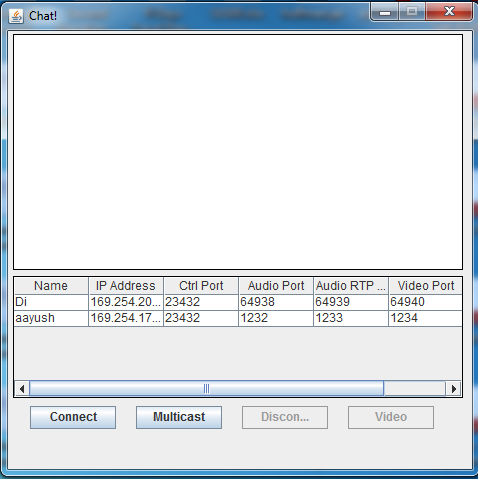 Chat!
Name IP Address Ctrl Port Audio Port Audio RTP ... Video Port
Di 169.254.20... 23432 64938 64939 64940
aayush 169.254.17... 23432 1232 1233 1234
Connect Multicast Discon... Video